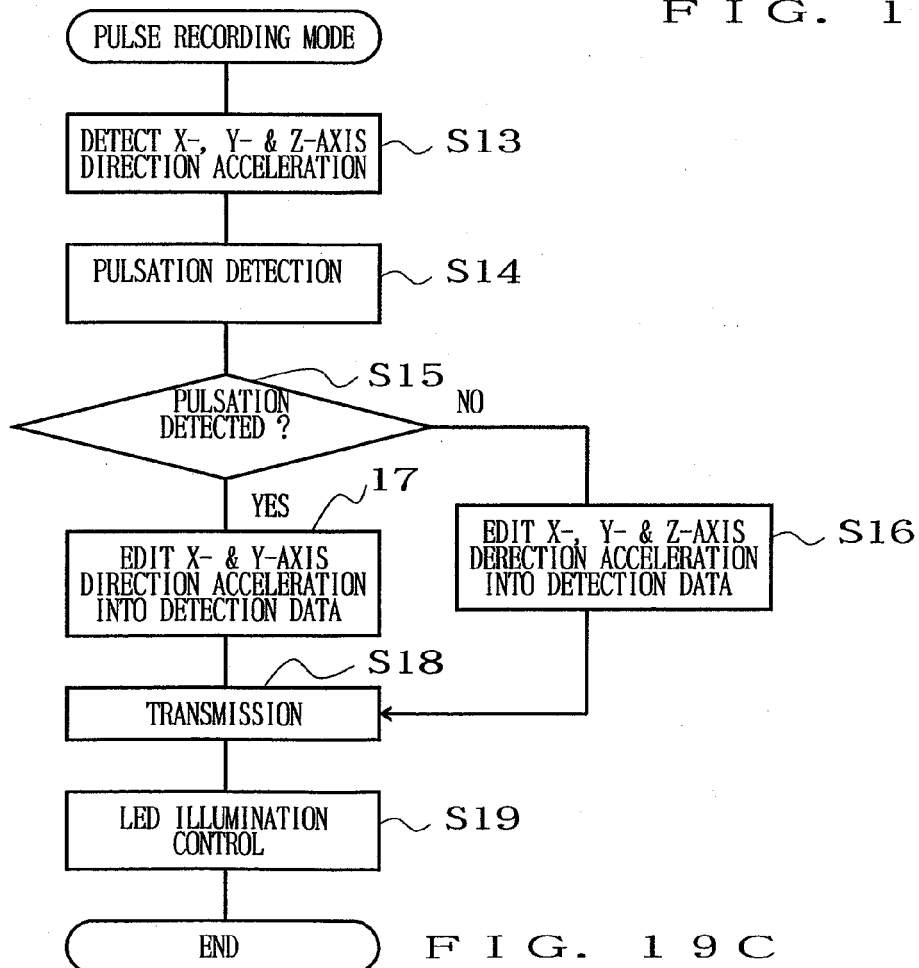 F I G. 1
PULSE RECORDING MODE
DETECT X-, Y- & Z-AXIS
DIRECTION ACCELERATION
S13
PULSATION DETECTION
S14
S15
PULSATION
DETECTED ?
NO
YES
17
EDIT X- & Y-AXIS
DIRECTION ACCELERATION
INTO DETECTION DATA
EDIT X-, Y- & Z-AXIS
DERECTION ACCELERATION
INTO DETECTION DATA
S16
S18
TRANSMISSION
LED ILLUMINATION
CONTROL
S19
END
F I G. 19C